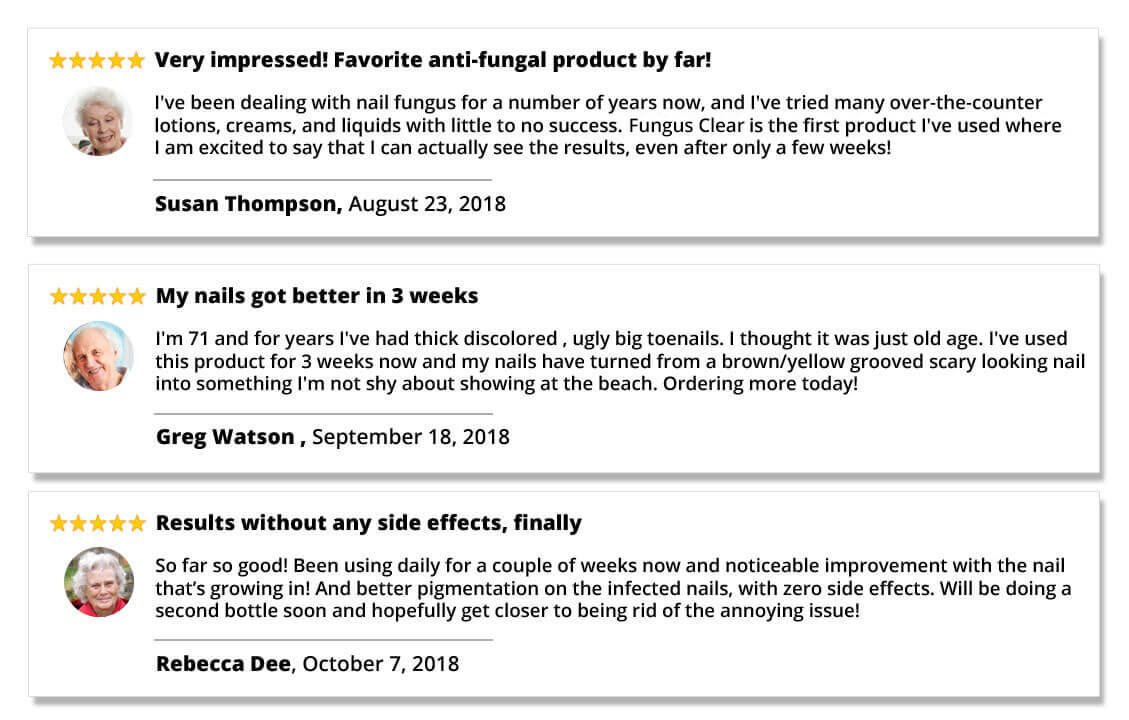 Very impressed! Favorite anti-fungal product by far!
I've been dealing with nail fungus for a number of years now, and I've tried many over-the-counter
lotions, creams, and liquids with little to no success. Fungus Clear is the first product I've used where
I am excited to say that I can actually see the results, even after only a few weeks!
Susan Thompson, August 23, 2018
My nails got better in 3 weeks
I'm 71 and for years I've had thick discolored , ugly big toenails. I thought it was just old age. I've used
this product for 3 weeks now and my nails have turned from a brown/yellow grooved scary looking nail
into something I'm not shy about showing at the beach. Ordering more today!
Greg Watson , September 18, 2018
Results without any side effects, finally
So far so good! Been using daily for a couple of weeks now and noticeable improvement with the nail
that’s growing in! And better pigmentation on the infected nails, with zero side effects. Will be doing a
second bottle soon and hopefully get closer to being rid of the annoying issue!
Rebecca Dee, October 7, 2018